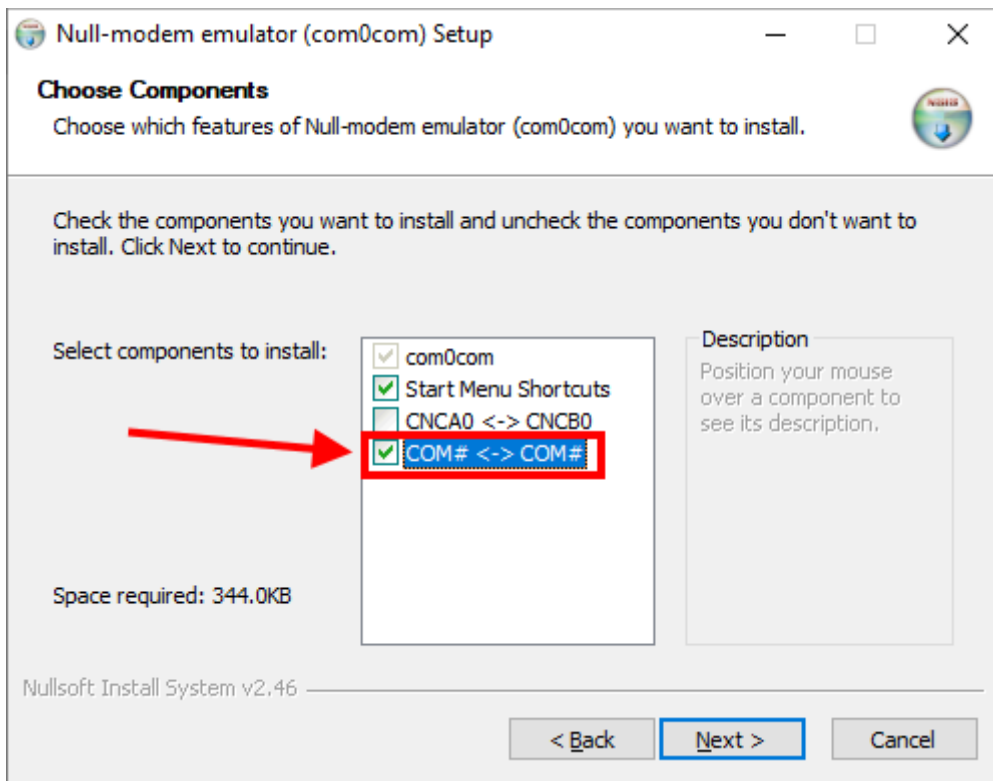 Null-modem emulator (com0com) Setup
Choose Components
Choose which features of Null-modem emulator (com0com) you want to install.
Check the components you want to install and uncheck the components you don't want to
install. Click Next to continue.
Select components to install:
com0com
Start Menu Shortcuts
CNCA0 <-> CNCB0
COM# <-> COM#
Description
Position your mouse
over a component to
see its description.
Space required: 344.0KB
Nullsoft Install System v2.46
< Back
Next >
Cancel